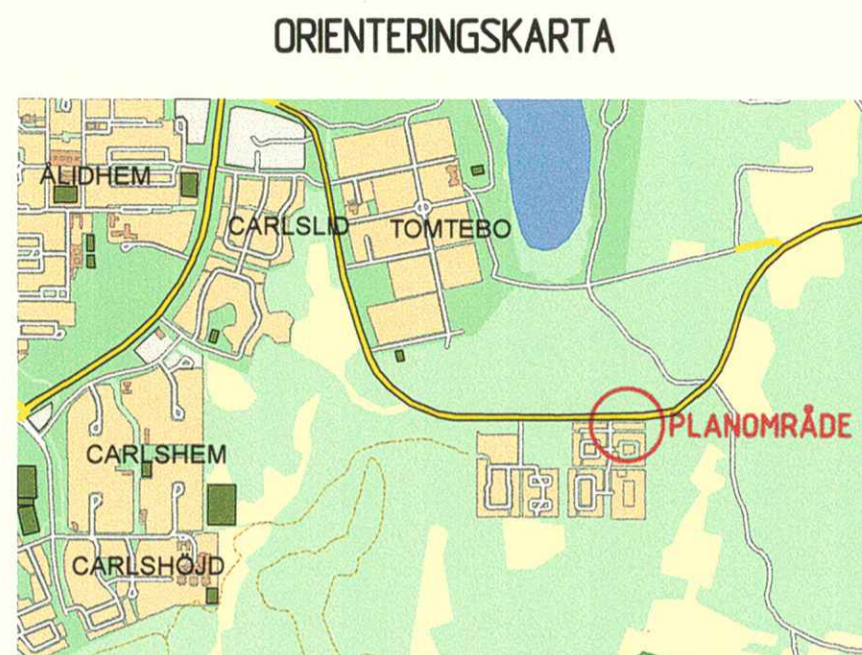 ORIENTERINGSKARTA
ÅLIDHEM
CARLSLID
TOMTEBO
PLANOMRÅDE
CARLSHEM
CARLSHÖJD